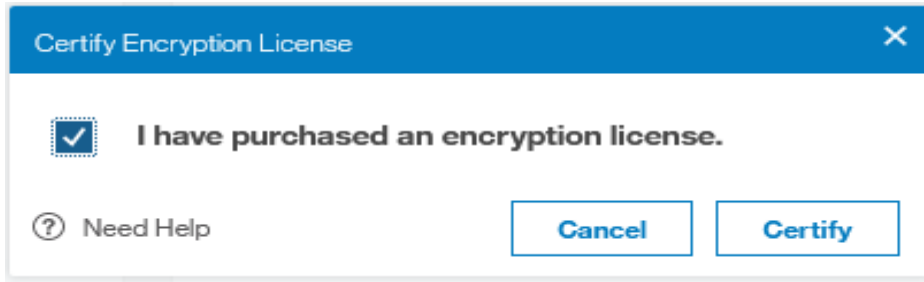 Certify Encryption License
I have purchased an encryption license.
Need Help
Cancel
Certify